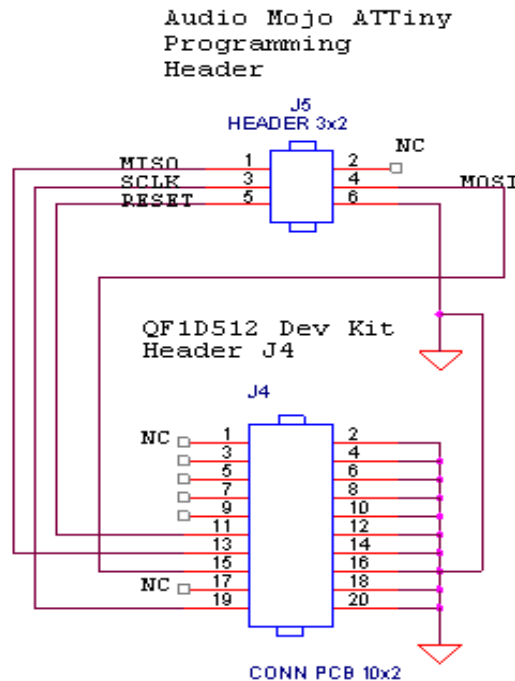 Audio Mojo ATTiny
Programming
Header
J5
HEADER 3x2
NC
MISO 1 2
SCLK 3 4 MOSI
RESET 5 6
QF1D512 Dev Kit
Header J4
J4
NC 1 2
3 4
5 6
7 8
9 10
11 12
13 14
15 16
NC 17 18
19 20
CONN PCB 10x2